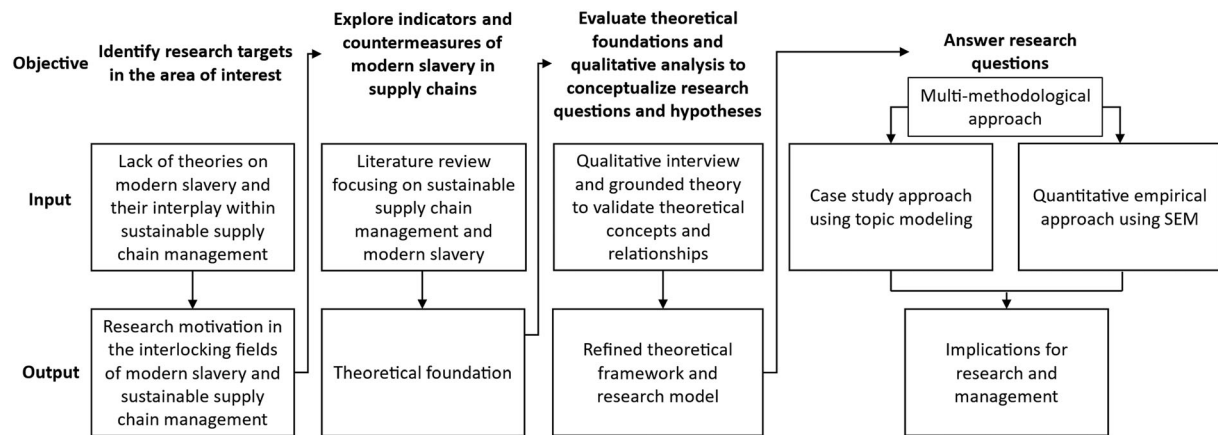 Objective
Identify research targets
in the area of interest
Explore indicators and
countermeasures of
modern slavery in
supply chains
Evaluate theoretical
foundations and
qualitative analysis to
conceptualize research
questions and hypotheses
Answer research
questions
Multi-methodological
approach
Input
Lack of theories on
modern slavery and
their interplay within
sustainable supply
chain management
Literature review
focusing on sustainable
supply chain
management and
modern slavery
Qualitative interview
and grounded theory
to validate theoretical
concepts and
relationships
Case study approach
using topic modeling
Quantitative empirical
approach using SEM
Output
Research motivation in
the interlocking fields
of modern slavery and
sustainable supply
chain management
Theoretical foundation
Refined theoretical
framework and
research model
Implications for
research and
management